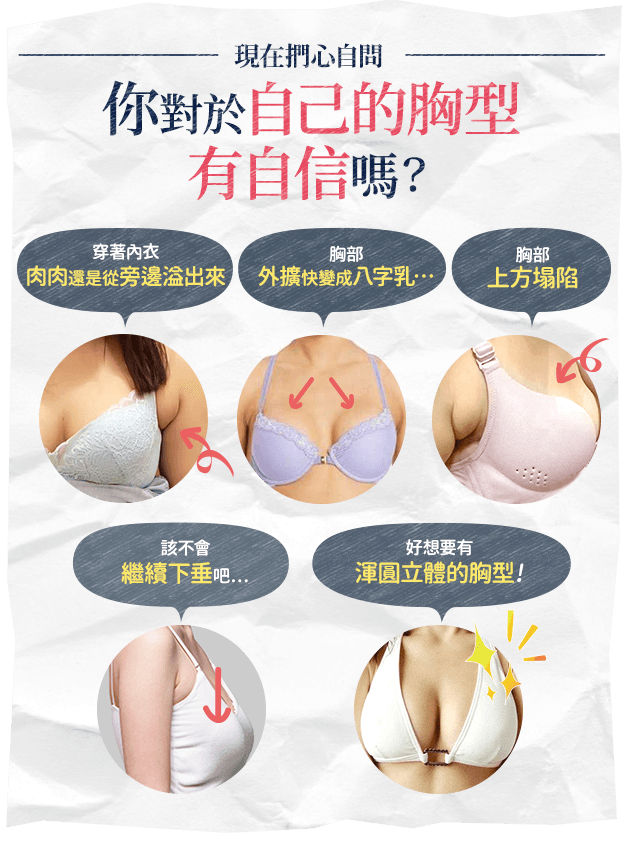 現在捫心自問
你對於自己的胸型
有自信嗎？
穿著內衣
肉肉還是從旁邊溢出來
胸部
外擴快變成八字乳…
胸部
上方塌陷
該不會
繼續下垂吧…
好想要有
渾圓立體的胸型！